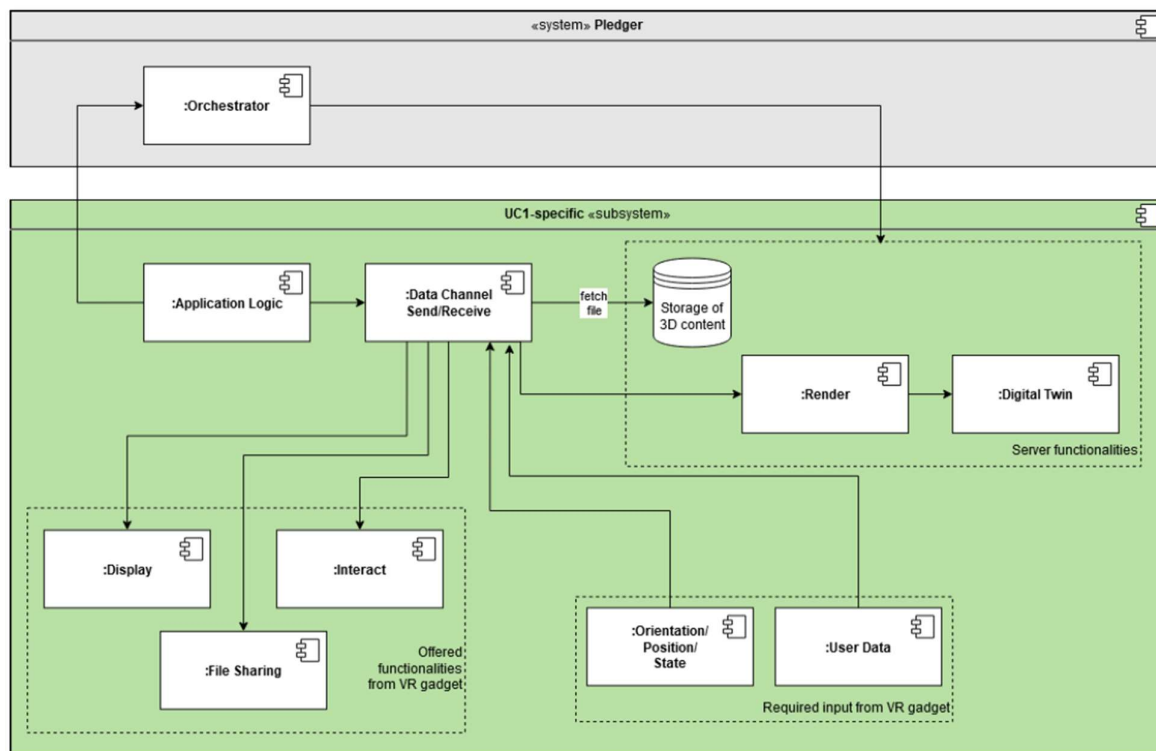 «system» Pledger
:Orchestrator
UC1-specific «subsystem»
:Application Logic
:Data Channel
Send/Receive
fetch
file
Storage of
3D content
:Render
:Digital Twin
Server functionalities
:Display
:Interact
:File Sharing
Offered
functionalities
from VR gadget
:Orientation/
Position/
State
:User Data
Required input from VR gadget